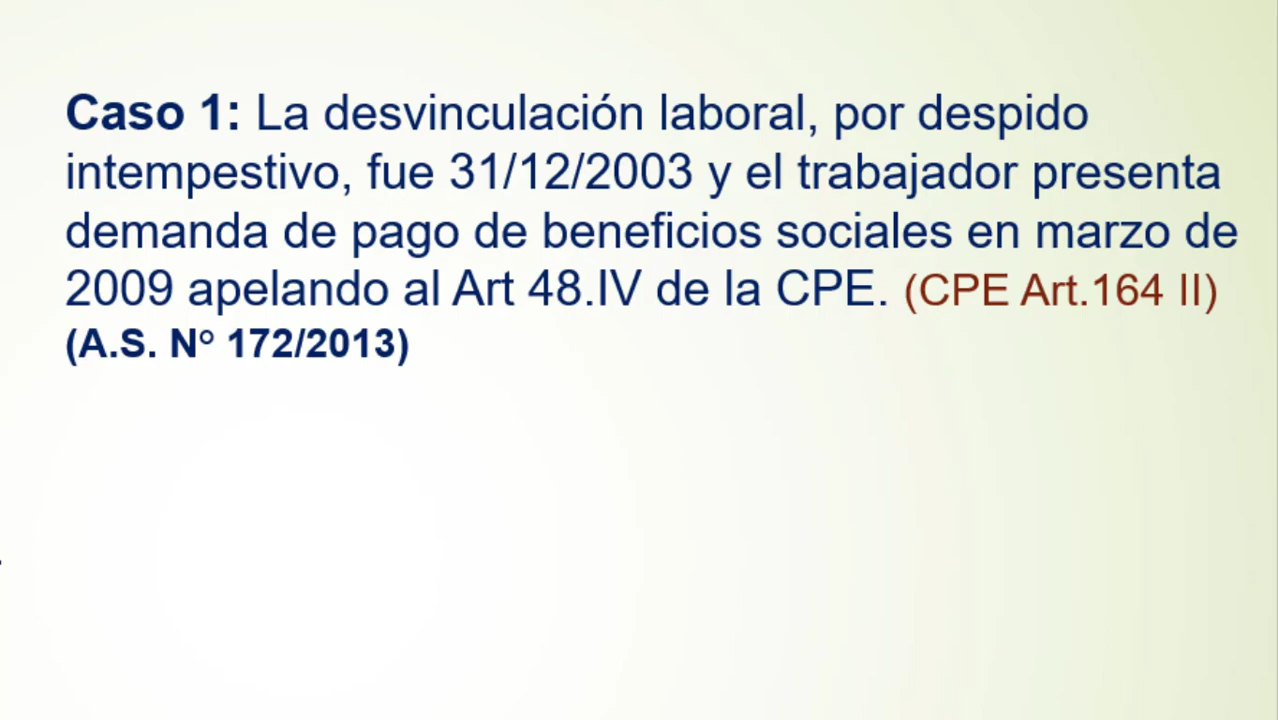 Caso 1: La desvinculación laboral, por despido
intempestivo, fue 31/12/2003 y el trabajador presenta
demanda de pago de beneficios sociales en marzo de
2009 apelando al Art 48.IV de la CPE. (CPE Art.164 II)
(A.S. Nº 172/2013)